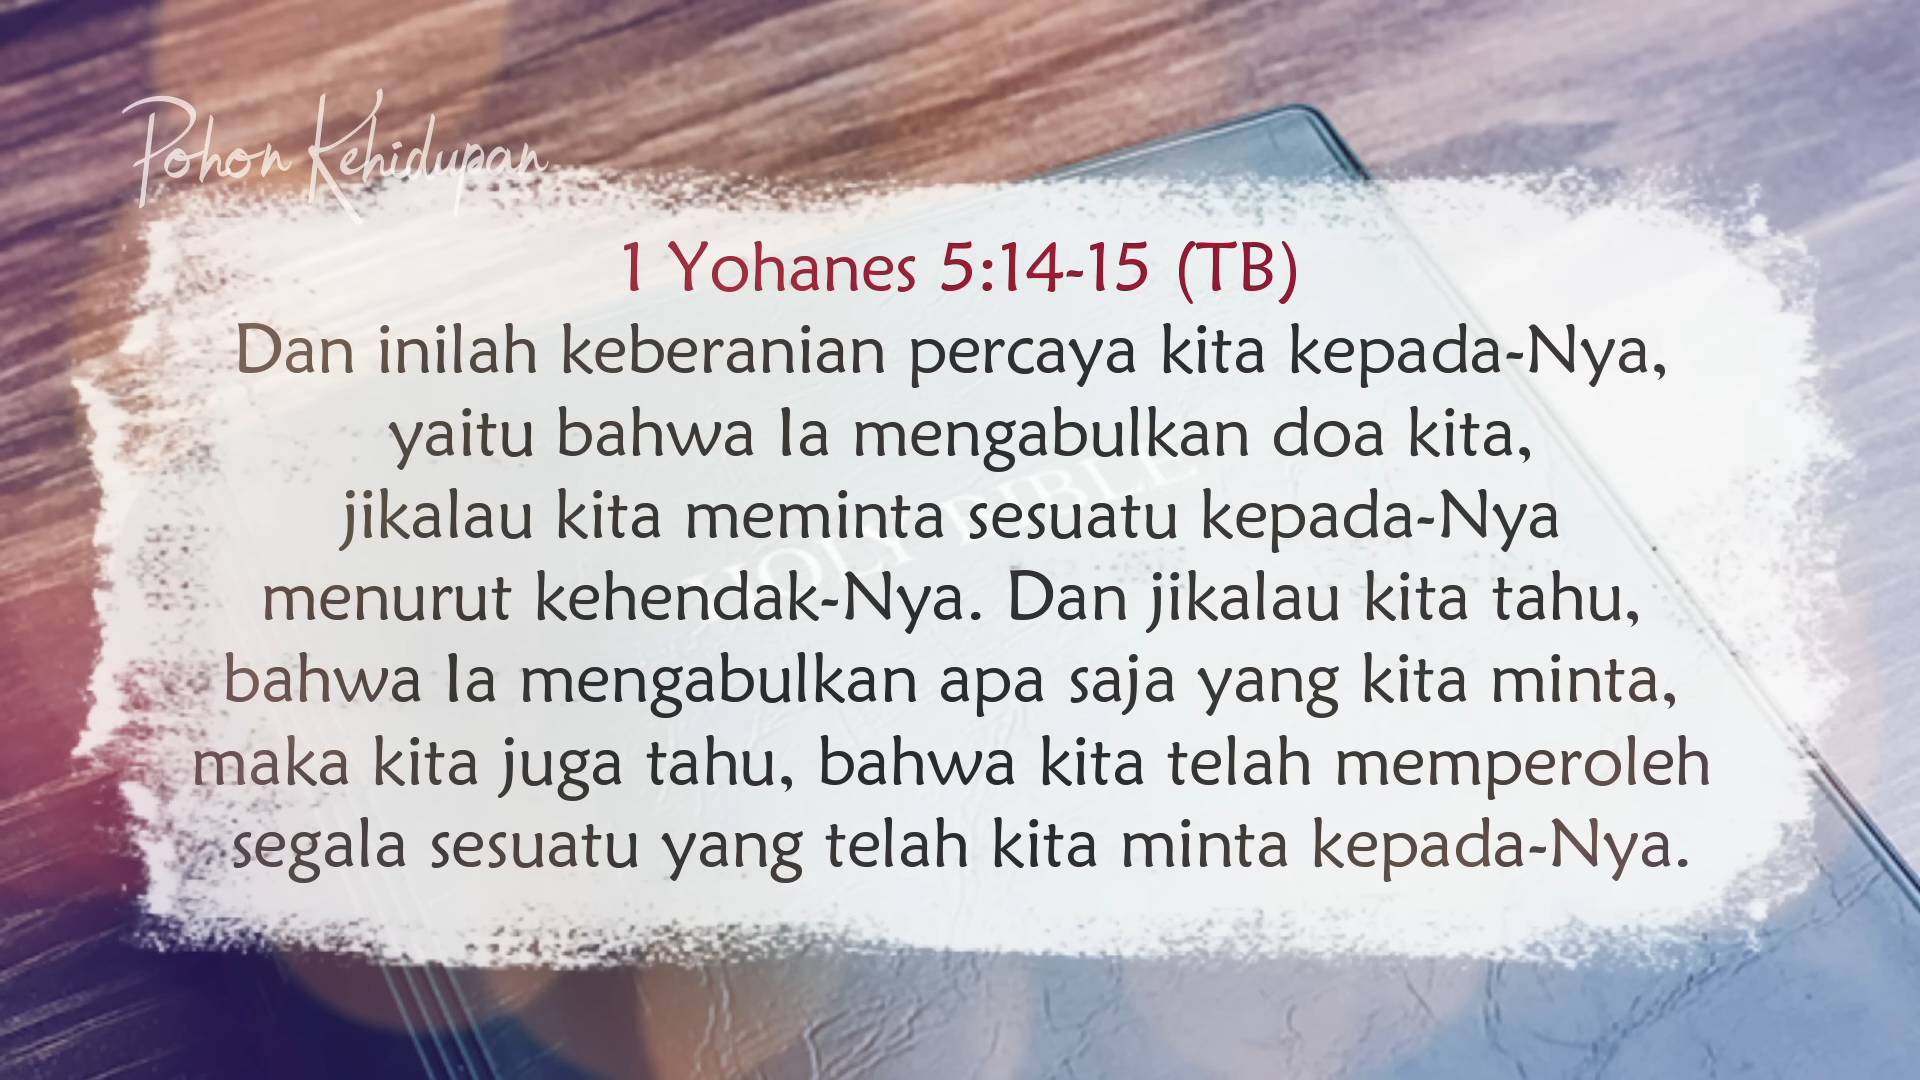 Pohon Kehidupan
1 Yohanes 5:14-15 (TB)
Dan inilah keberanian percaya kita kepada-Nya,
yaitu bahwa Ia mengabulkan doa kita,
jikalau kita meminta sesuatu kepada-Nya
menurut kehendak-Nya. Dan jikalau kita tahu,
bahwa Ia mengabulkan apa saja yang kita minta,
maka kita juga tahu, bahwa kita telah memperoleh
segala sesuatu yang telah kita minta kepada-Nya.
HOLY BIBLE